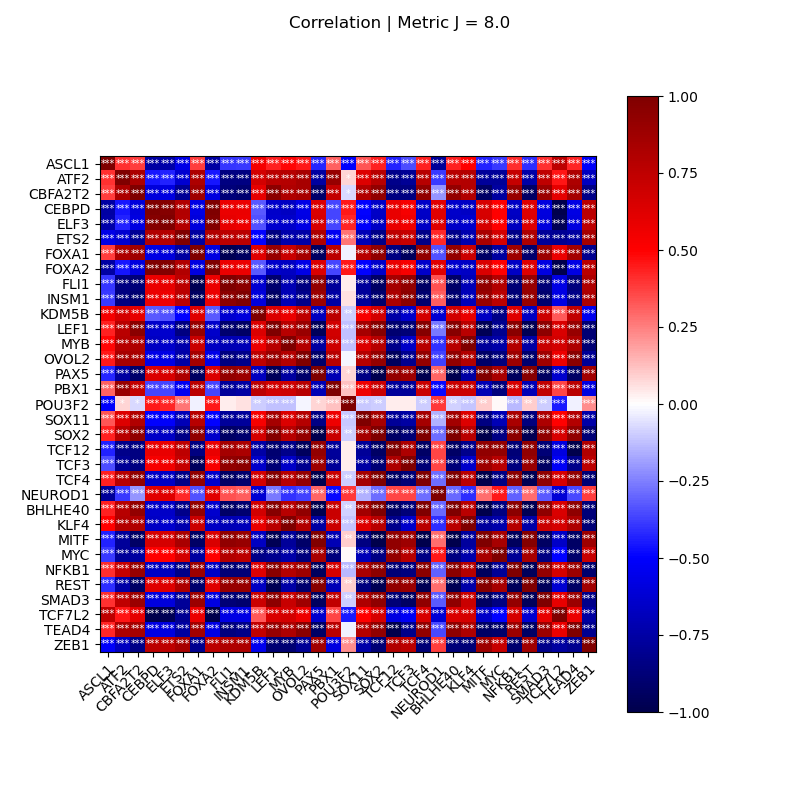 Correlation | Metric J = 8.0
ASCL1
ATF2
CBFA2T2
CEBPD
ELF3
ETS2
FOXA1
FOXA2
FLI1
INSM1
KDM5B
LEF1
MYB
OVOL2
PAX5
PBX1
POU3F2
SOX11
SOX2
TCF12
TCF3
TCF4
NEUROD1
BHLHE40
KLF4
MITF
MYC
NFKB1
REST
SMAD3
TCF7L2
TEAD4
ZEB1
ASCL1
ATF2
CBFA2T2
CEBPD
ELF3
ETS2
FOXA1
FOXA2
FLI1
INSM1
KDM5B
LEF1
MYB
OVOL2
PAX5
PBX1
POU3F2
SOX11
SOX2
TCF12
TCF3
TCF4
NEUROD1
BHLHE40
KLF4
MITF
MYC
NFKB1
REST
SMAD3
TCF7L2
TEAD4
ZEB1
1.00
0.75
0.50
0.25
0.00
−0.25
−0.50
−0.75
−1.00